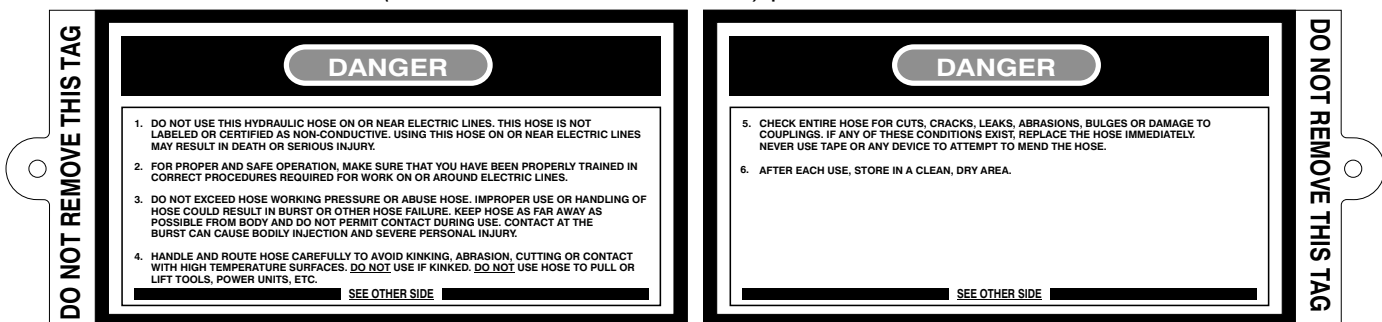 DO NOT REMOVE THIS TAG
DANGER
1. DO NOT USE THIS HYDRAULIC HOSE ON OR NEAR ELECTRIC LINES. THIS HOSE IS NOT
LABELED OR CERTIFIED AS NON-CONDUCTIVE. USING THIS HOSE ON OR NEAR ELECTRIC LINES
MAY RESULT IN DEATH OR SERIOUS INJURY.
2. FOR PROPER AND SAFE OPERATION, MAKE SURE THAT YOU HAVE BEEN PROPERLY TRAINED IN
CORRECT PROCEDURES REQUIRED FOR WORK ON OR AROUND ELECTRIC LINES.
3. DO NOT EXCEED HOSE WORKING PRESSURE OR ABUSE HOSE. IMPROPER USE OR HANDLING OF
HOSE COULD RESULT IN BURST OR OTHER HOSE FAILURE. KEEP HOSE AS FAR AWAY AS
POSSIBLE FROM BODY AND DO NOT PERMIT CONTACT DURING USE. CONTACT AT THE
BURST CAN CAUSE BODILY INJECTION AND SEVERE PERSONAL INJURY.
4. HANDLE AND ROUTE HOSE CAREFULLY TO AVOID KINKING, ABRASION, CUTTING OR CONTACT
WITH HIGH TEMPERATURE SURFACES. DO NOT USE IF KINKED. DO NOT USE HOSE TO PULL OR
LIFT TOOLS, POWER UNITS, ETC.
SEE OTHER SIDE
DANGER
5. CHECK ENTIRE HOSE FOR CUTS, CRACKS, LEAKS, ABRASIONS, BULGES OR DAMAGE TO
COUPLINGS. IF ANY OF THESE CONDITIONS EXIST, REPLACE THE HOSE IMMEDIATELY.
NEVER USE TAPE OR ANY DEVICE TO ATTEMPT TO MEND THE HOSE.
6. AFTER EACH USE, STORE IN A CLEAN, DRY AREA.
SEE OTHER SIDE
DO NOT REMOVE THIS TAG